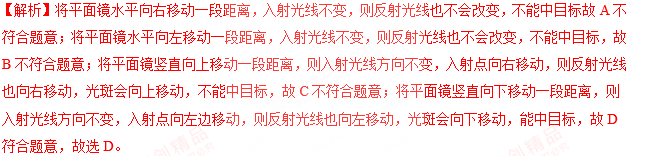 【解析】将平面镜水平向右移动一段距离，入射光线不变，则反射光线也不会改变，不能中目标故 A 不
符合题意；将平面镜水平向左移动一段距离，入射光线不变，则反射光线也不会改变，不能中目标，故
B 不符合题意；将平面镜竖直向上移动一段距离，则入射光线方向不变，入射点向右移动，则反射光线
也向右移动，光斑会向上移动，不能中目标，故 C 不符合题意；将平面镜竖直向下移动一段距离，则
入射光线方向不变，入射点向左边移动，则反射光线也向左移动，光斑会向下移动，能中目标，故 D
符合题意，故选 D。